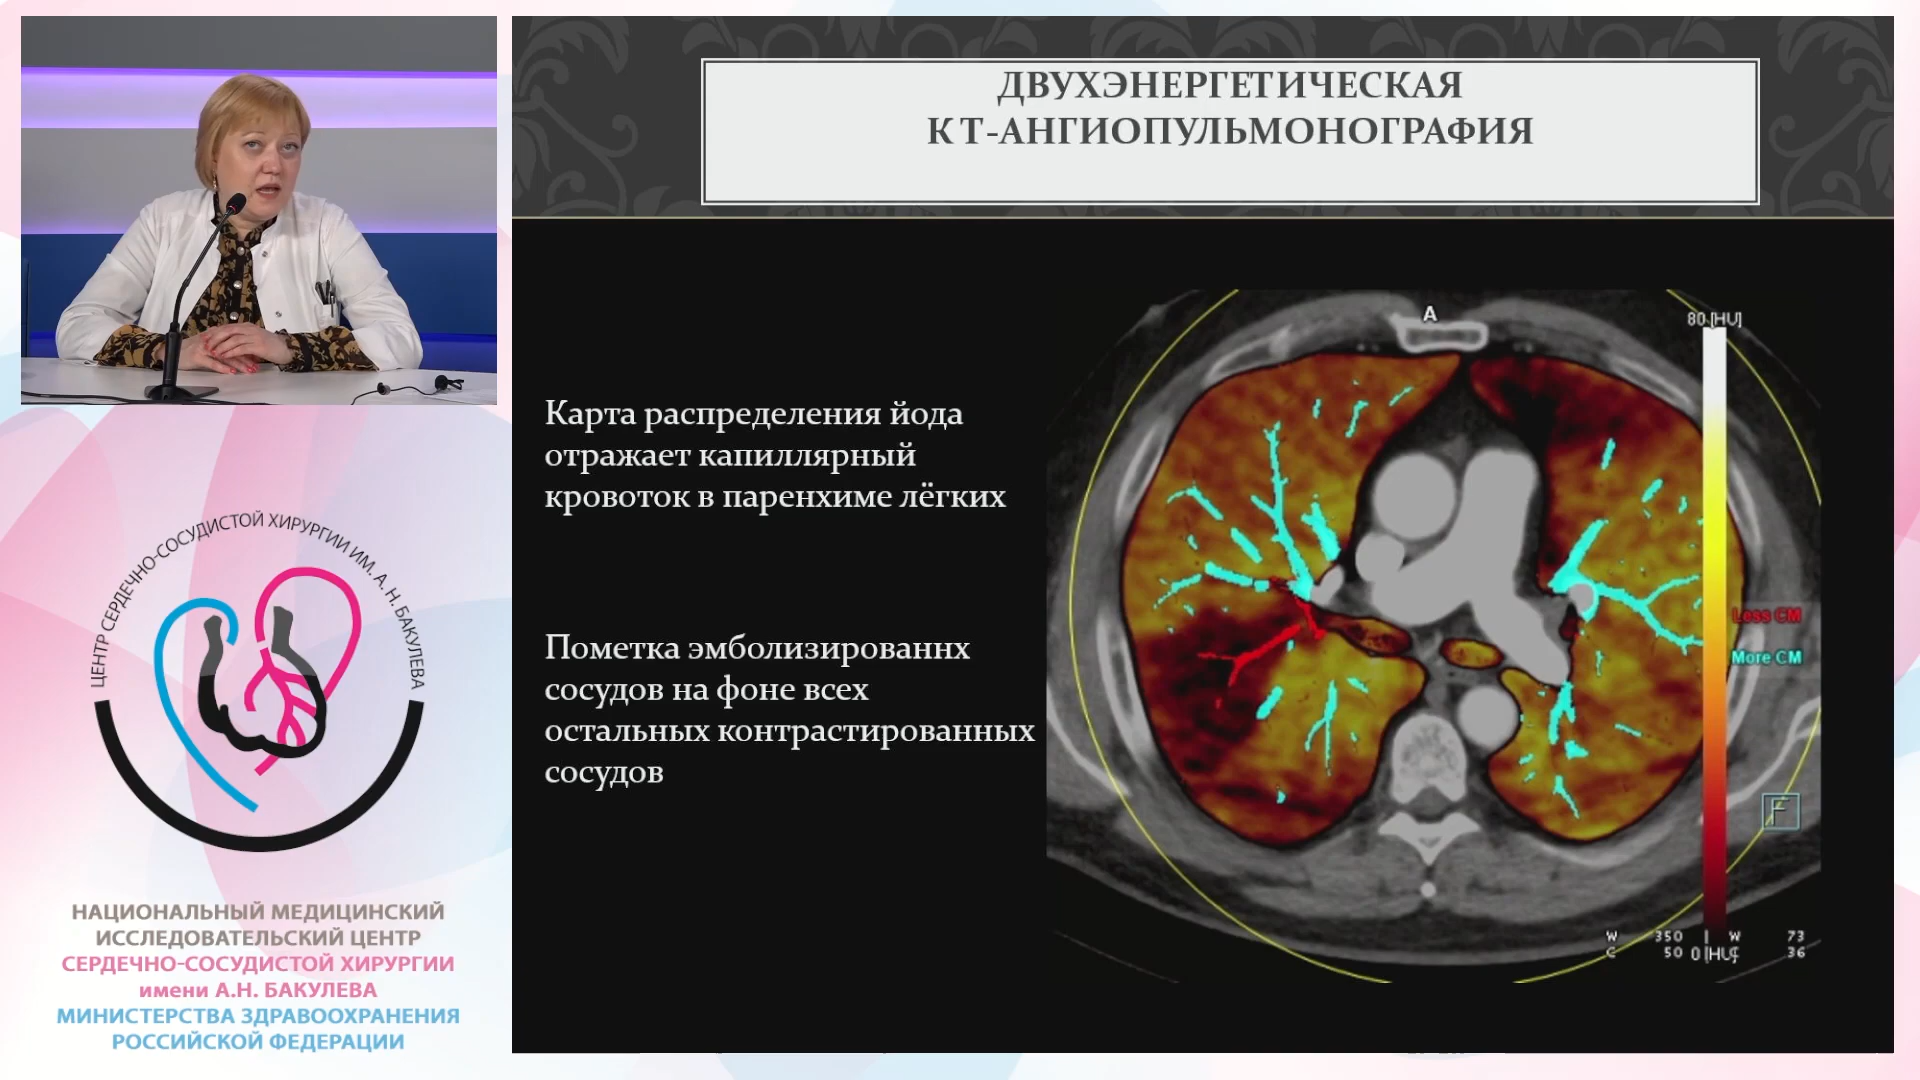 ДВУХЭНЕРГЕТИЧЕСКАЯ
КТ-АНГИОПУЛЬМОНОГРАФИЯ
Карта распределения йода
отражает капиллярный
кровоток в паренхиме лёгких
Пометка эмболизированнх
сосудов на фоне всех
остальных контрастированных
сосудов
A
80 [HU]
Less CM
More CM
F
W 350 W 73
C 50 0 [HU] C 36
ЦЕНТР СЕРДЕЧНО-СОСУДИСТОЙ ХИРУРГИИ ИМ. А. Н. БАКУЛЕВА
НАЦИОНАЛЬНЫЙ МЕДИЦИНСКИЙ
ИССЛЕДОВАТЕЛЬСКИЙ ЦЕНТР
СЕРДЕЧНО-СОСУДИСТОЙ ХИРУРГИИ
имени А.Н. БАКУЛЕВА
МИНИСТЕРСТВА ЗДРАВООХРАНЕНИЯ
РОССИЙСКОЙ ФЕДЕРАЦИИ